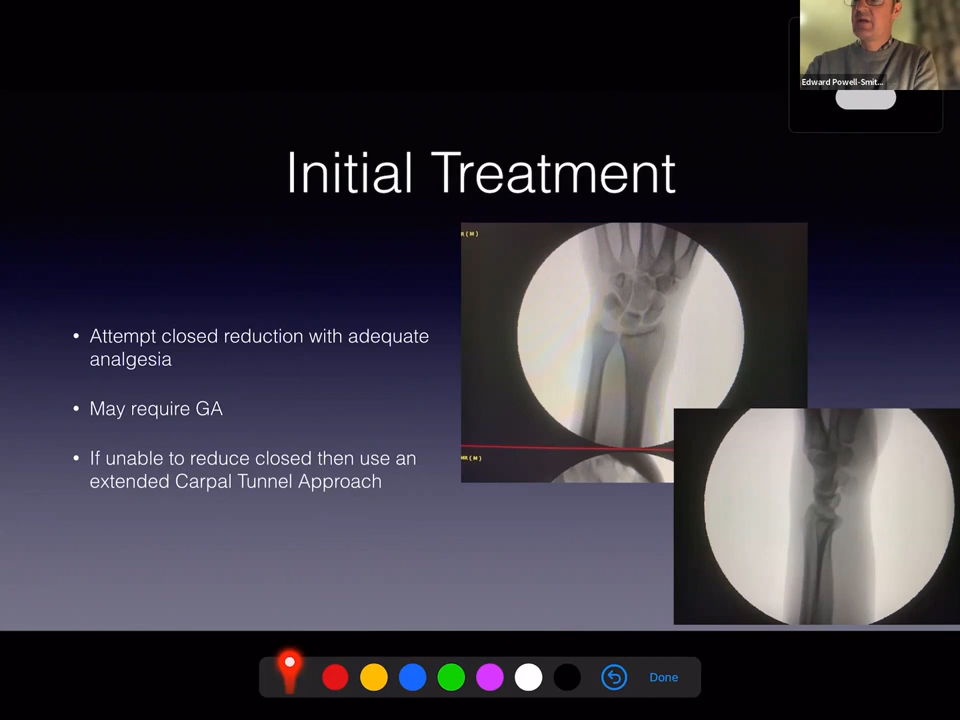 Edward Powell-Smit...
Initial Treatment
R ( M )
• Attempt closed reduction with adequate
analgesia
• May require GA
• If unable to reduce closed then use an
extended Carpal Tunnel Approach
Done